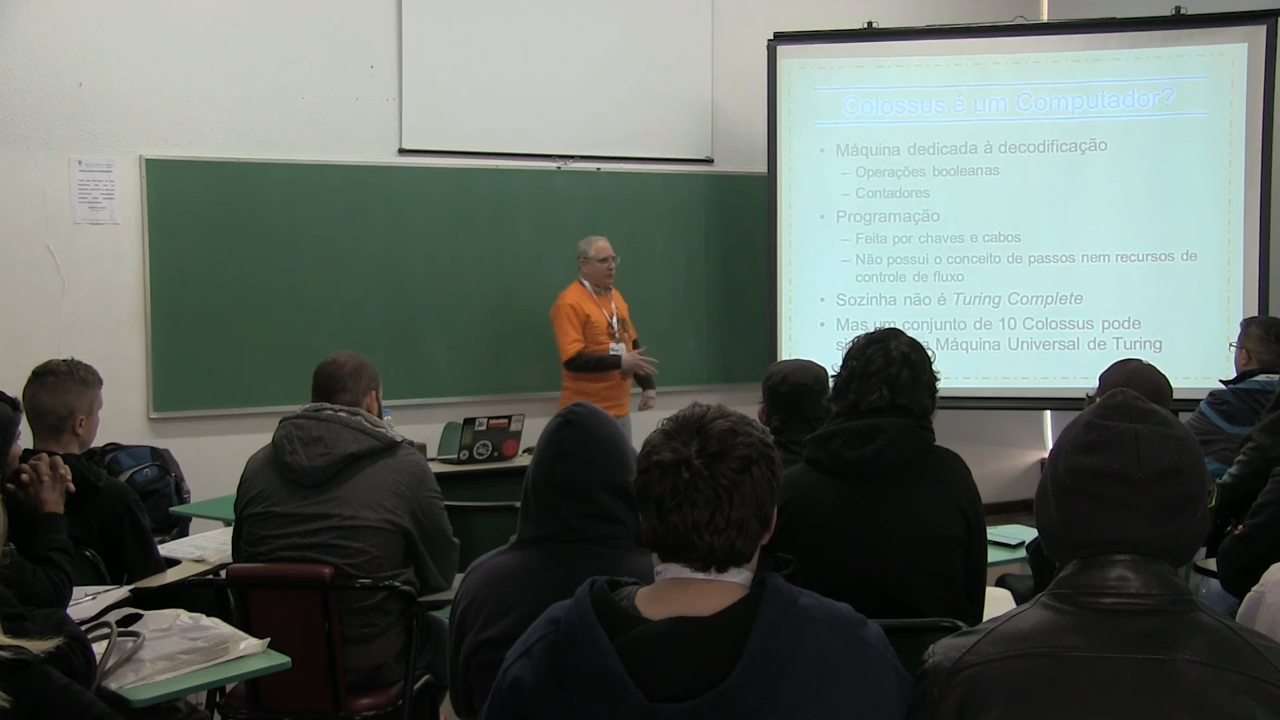 Colossus é um Computador?
• Máquina dedicada à decodificação
– Operações booleanas
– Contadores
• Programação
– Feita por chaves e cabos
– Não possui o conceito de passos nem recursos de
controle de fluxo
• Sozinha não é Turing Complete
• Mas um conjunto de 10 Colossus pode
Máquina Universal de Turing